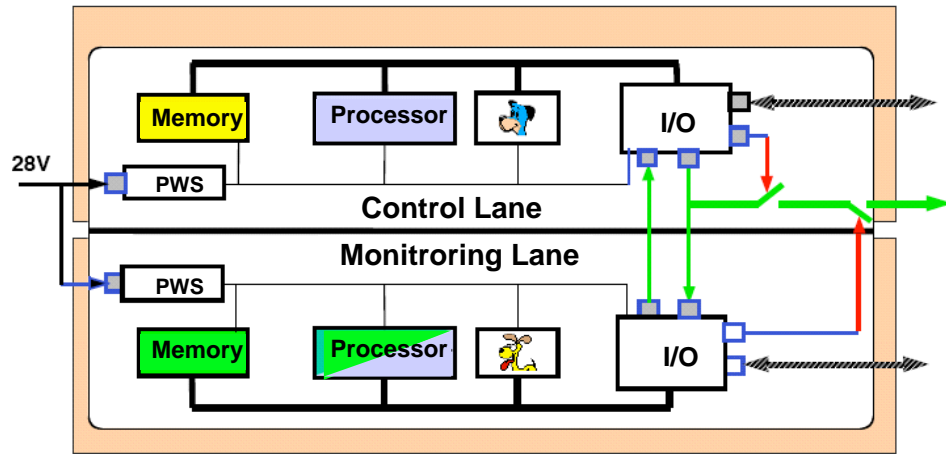 Memory
Processor
I/O
28V
PWS
Control Lane
Monitroring Lane
PWS
Memory
Processor
I/O